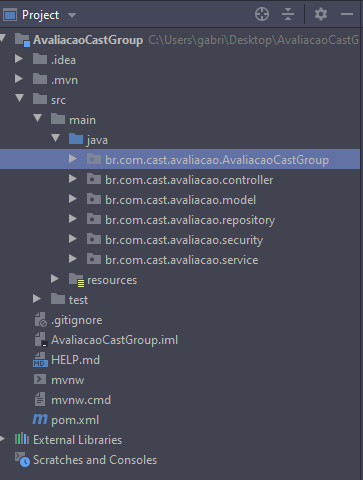 Project
AvaliacaoCastGroup C:\Users\gabri\Desktop\AvaliacaoCastG
.idea
.mvn
src
main
java
br.com.cast.avaliacao.AvaliacaoCastGroup
br.com.cast.avaliacao.controller
br.com.cast.avaliacao.model
br.com.cast.avaliacao.repository
br.com.cast.avaliacao.security
br.com.cast.avaliacao.service
resources
test
.gitignore
AvaliacaoCastGroup.iml
HELP.md
mvnw
mvnw.cmd
pom.xml
External Libraries
Scratches and Consoles